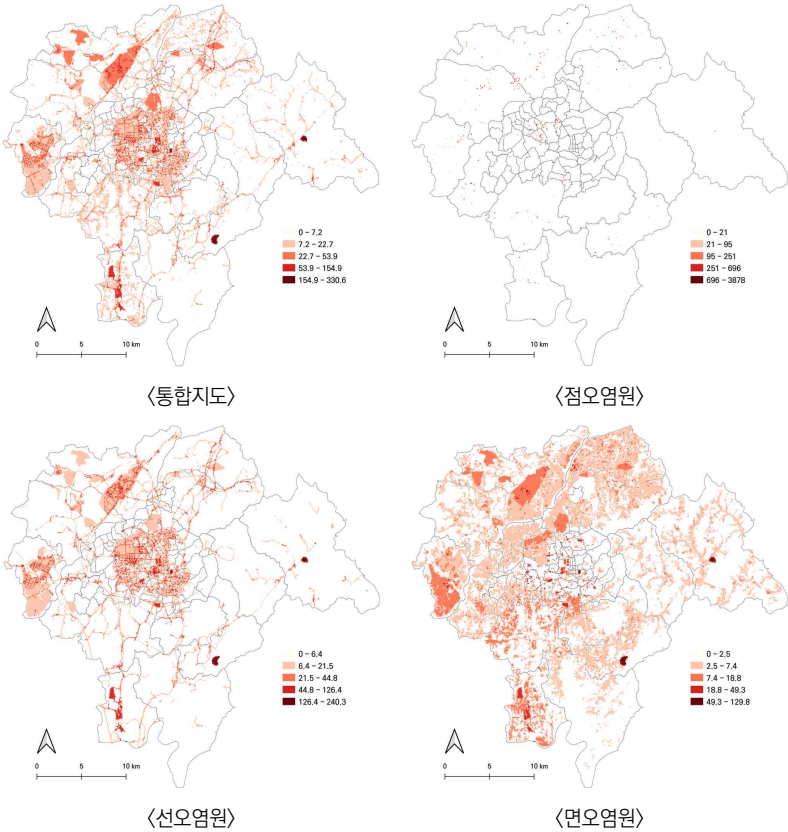 0 – 7.2
7.2 – 22.7
22.7 – 53.9
53.9 – 154.9
154.9 – 330.6
0 5 10 km
〈통합지도〉
0 – 21
21 – 95
95 – 251
251 – 696
696 – 3878
0 5 10 km
〈점오염원〉
0 – 6.4
6.4 – 21.5
21.5 – 44.8
44.8 – 126.4
126.4 – 240.3
0 5 10 km
〈선오염원〉
0 – 2.5
2.5 – 7.4
7.4 – 18.8
18.8 – 49.3
49.3 – 129.8
0 5 10 km
〈면오염원〉